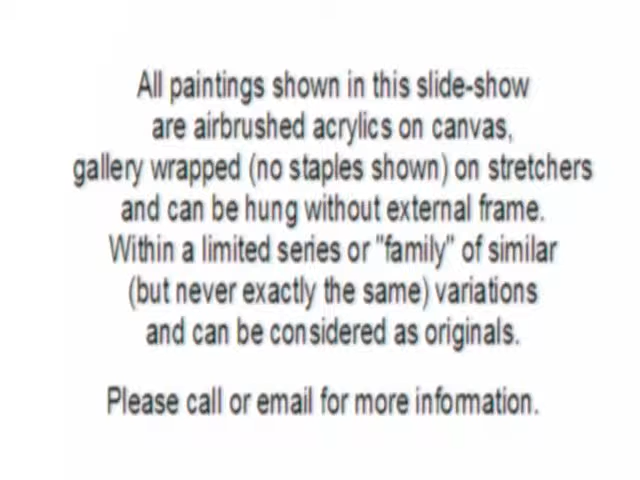 All paintings shown in this slide-show
are airbrushed acrylics on canvas,
gallery wrapped (no staples shown) on stretchers
and can be hung without external frame.
Within a limited series or "family" of similar
(but never exactly the same) variations
and can be considered as originals.
Please call or email for more information.